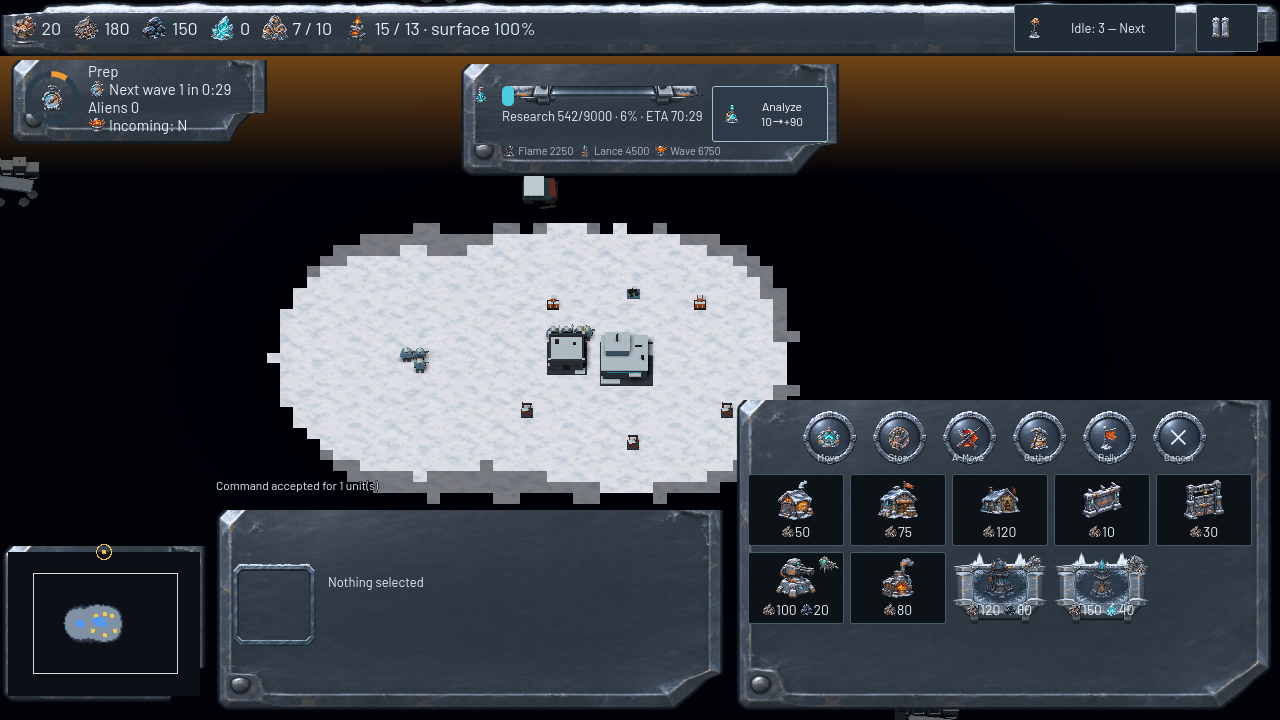 20 180 150 0 7 / 10 15 / 13 · surface 100%
Idle: 3 — Next
Prep
Next wave 1 in 0:29
Aliens 0
Incoming: N
Research 542/9000 · 6% · ETA 70:29
Flame 2250 Lance 4500 Wave 6750
Analyze
10→+90
Command accepted for 1 unit(s)
Nothing selected
Move Stop A-Move Gather Rally Cancel
50 75 120 10 30
100 20 80 120 80 150 40